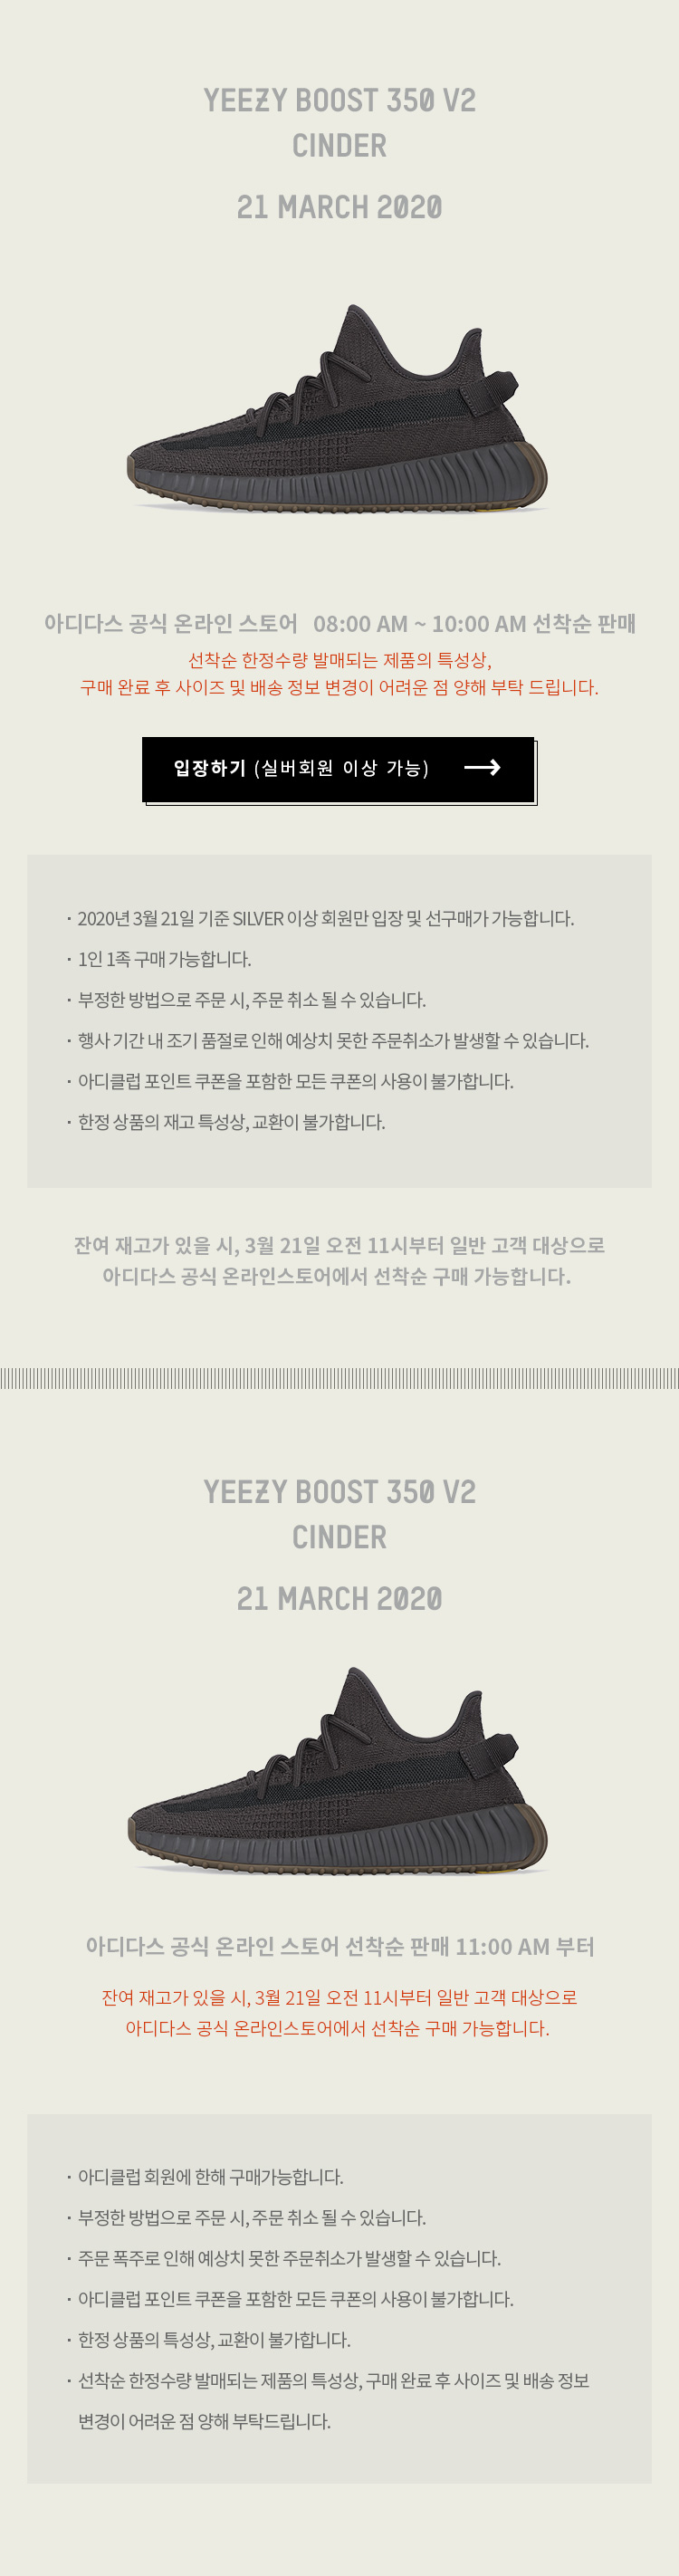 YEEZY BOOST 350 V2
CINDER
21 MARCH 2020
아디다스 공식 온라인 스토어 08:00 AM ~ 10:00 AM 선착순 판매
선착순 한정수량 발매되는 제품의 특성상,
구매 완료 후 사이즈 및 배송 정보 변경이 어려운 점 양해 부탁 드립니다.
입장하기 (실버회원 이상 가능)
· 2020년 3월 21일 기준 SILVER 이상 회원만 입장 및 선구매가 가능합니다.
· 1인 1족 구매 가능합니다.
· 부정한 방법으로 주문 시, 주문 취소 될 수 있습니다.
· 행사 기간 내 조기 품절로 인해 예상치 못한 주문취소가 발생할 수 있습니다.
· 아디클럽 포인트 쿠폰을 포함한 모든 쿠폰의 사용이 불가합니다.
· 한정 상품의 재고 특성상, 교환이 불가합니다.
잔여 재고가 있을 시, 3월 21일 오전 11시부터 일반 고객 대상으로
아디다스 공식 온라인스토어에서 선착순 구매 가능합니다.
YEEZY BOOST 350 V2
CINDER
21 MARCH 2020
아디다스 공식 온라인 스토어 선착순 판매 11:00 AM 부터
잔여 재고가 있을 시, 3월 21일 오전 11시부터 일반 고객 대상으로
아디다스 공식 온라인스토어에서 선착순 구매 가능합니다.
· 아디클럽 회원에 한해 구매가능합니다.
· 부정한 방법으로 주문 시, 주문 취소 될 수 있습니다.
· 주문 폭주로 인해 예상치 못한 주문취소가 발생할 수 있습니다.
· 아디클럽 포인트 쿠폰을 포함한 모든 쿠폰의 사용이 불가합니다.
· 한정 상품의 특성상, 교환이 불가합니다.
· 선착순 한정수량 발매되는 제품의 특성상, 구매 완료 후 사이즈 및 배송 정보
변경이 어려운 점 양해 부탁드립니다.